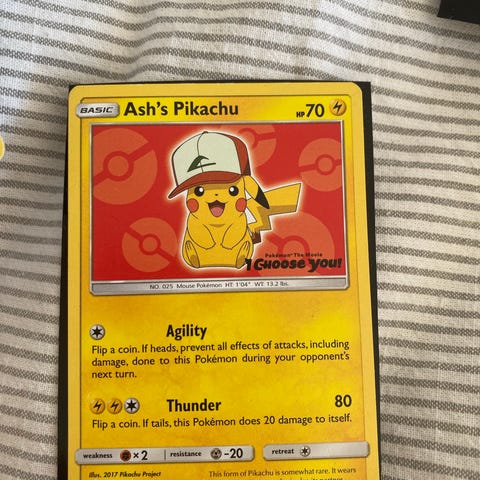 BASIC Ash's Pikachu HP 70
Pokémon® The Movie
I Choose You!
NO. 025 Mouse Pokémon HT: 1'04" WT: 13.2 lbs.
Agility
Flip a coin. If heads, prevent all effects of attacks, including
damage, done to this Pokémon during your opponent's
next turn.
Thunder 80
Flip a coin. If tails, this Pokémon does 20 damage to itself.
weakness ×2 resistance -20 retreat
Illus. 2017 Pikachu Project
This form of Pikachu is somewhat rare. It wears